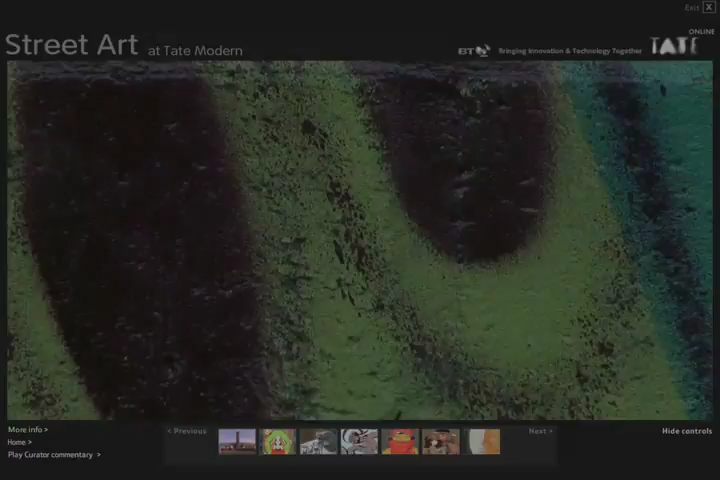 Exit X
ONLINE
Street Art at Tate Modern
BT Bringing Innovation & Technology Together TATE
More info >
< Previous
Next >
Hide controls
Home >
Play Curator commentary >